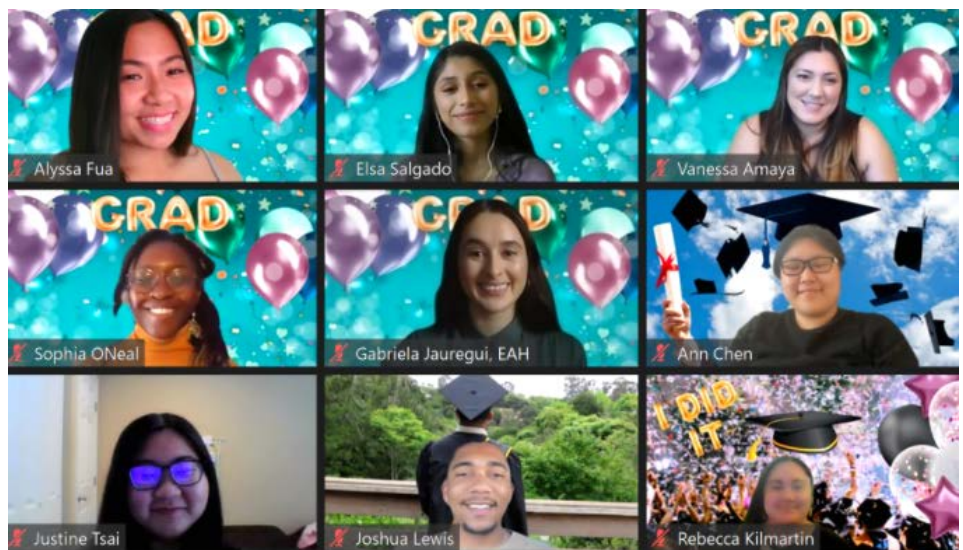 GRAD
Alyssa Fua
GRAD
Elsa Salgado
GRAD
Vanessa Amaya
GRAD
Sophia ONeal
GRAD
Gabriela Jauregui, EAH
Ann Chen
Justine Tsai
Joshua Lewis
I DID
IT
Rebecca Kilmartin